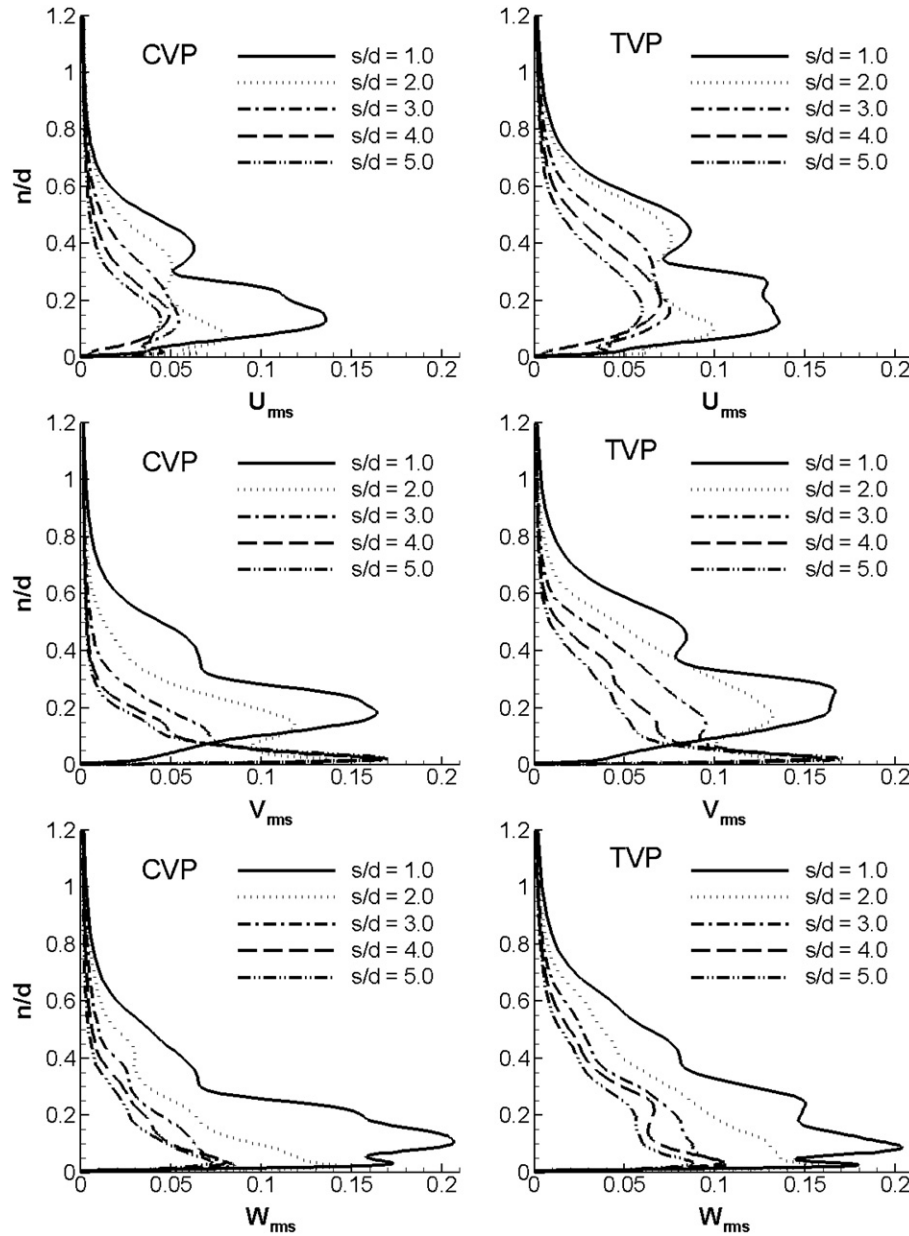 CVP
s/d = 1.0
s/d = 2.0
s/d = 3.0
s/d = 4.0
s/d = 5.0
n/d
1.2
1
0.8
0.6
0.4
0.2
0
0 0.05 0.1 0.15 0.2
Urms
TVP
s/d = 1.0
s/d = 2.0
s/d = 3.0
s/d = 4.0
s/d = 5.0
1.2
1
0.8
0.6
0.4
0.2
0
0 0.05 0.1 0.15 0.2
Urms
CVP
s/d = 1.0
s/d = 2.0
s/d = 3.0
s/d = 4.0
s/d = 5.0
n/d
1.2
1
0.8
0.6
0.4
0.2
0
0 0.05 0.1 0.15 0.2
Vrms
TVP
s/d = 1.0
s/d = 2.0
s/d = 3.0
s/d = 4.0
s/d = 5.0
1.2
1
0.8
0.6
0.4
0.2
0
0 0.05 0.1 0.15 0.2
Vrms
CVP
s/d = 1.0
s/d = 2.0
s/d = 3.0
s/d = 4.0
s/d = 5.0
n/d
1.2
1
0.8
0.6
0.4
0.2
0
0 0.05 0.1 0.15 0.2
Wrms
TVP
s/d = 1.0
s/d = 2.0
s/d = 3.0
s/d = 4.0
s/d = 5.0
1.2
1
0.8
0.6
0.4
0.2
0
0 0.05 0.1 0.15 0.2
Wrms